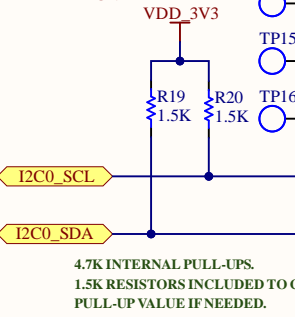 VDD_3V3
TP15
R19
R20
TP16
1.5K
1.5K
I2C0_SCL
I2C0_SDA
4.7K INTERNAL PULL-UPS.
1.5K RESISTORS INCLUDED TO
PULL-UP VALUE IF NEEDED.